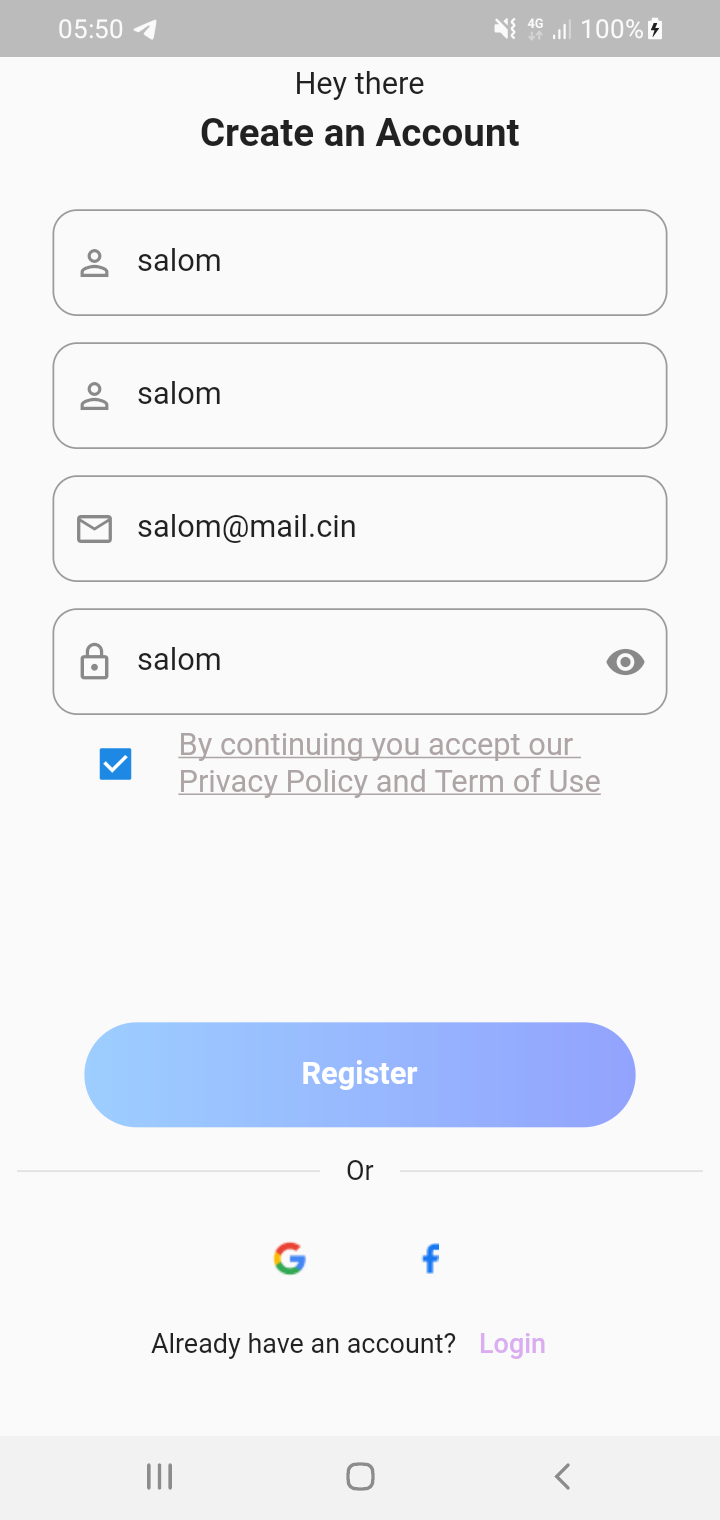 05:50 4G 100%
Hey there
Create an Account
salom
salom
salom@mail.cin
salom
By continuing you accept our
Privacy Policy and Term of Use
Register
Or
Already have an account? Login